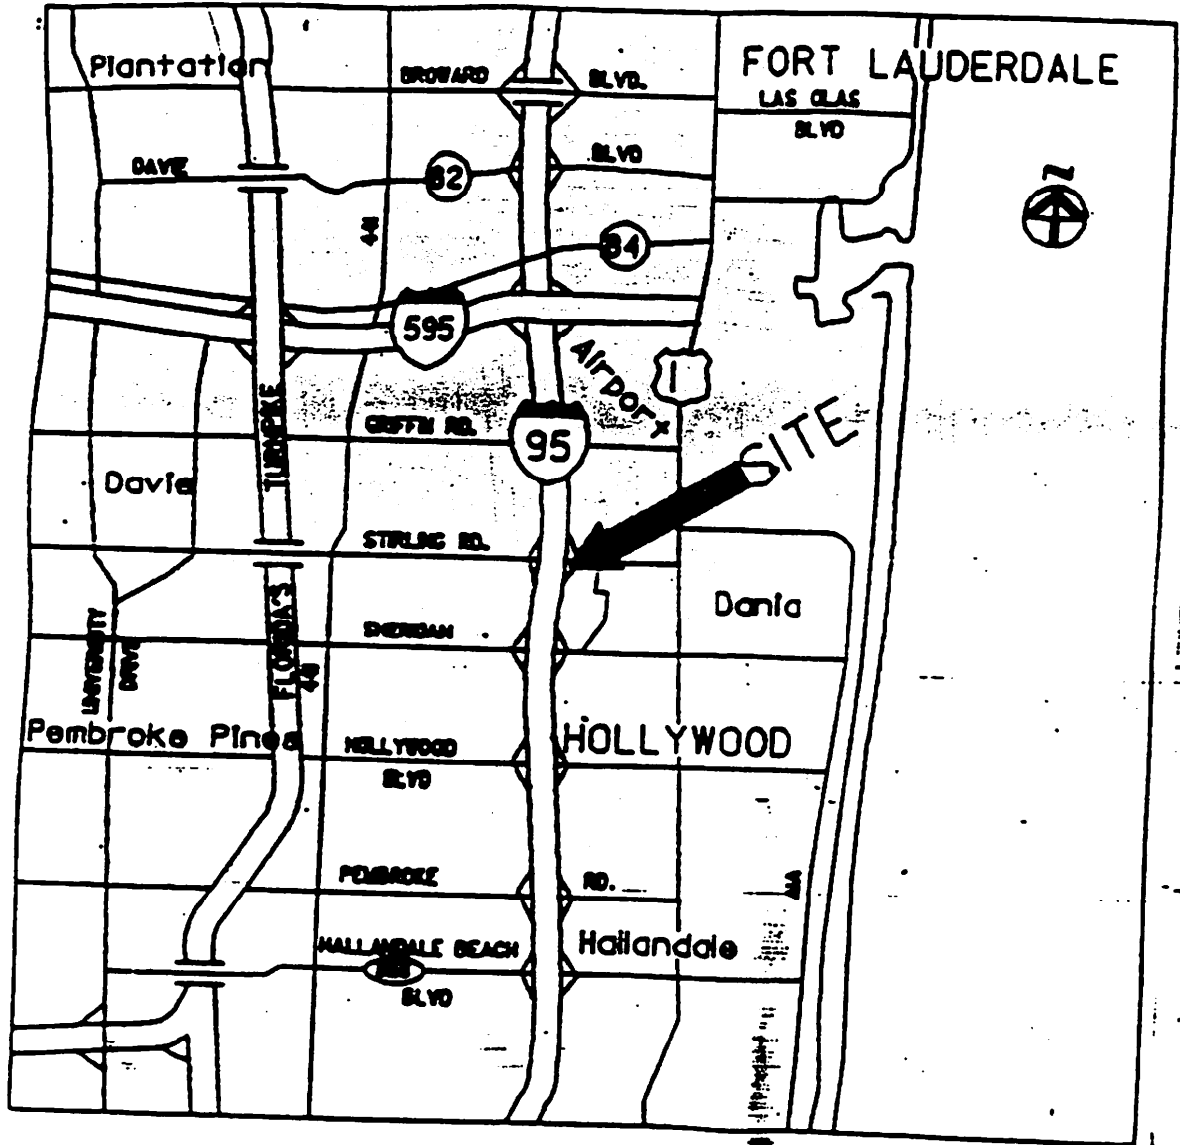 Plantation
BROWARD BLVD.
FORT LAUDERDALE
LAS OLAS
BLVD
DAVIE
82
BLVD
N
441
84
595
Airport
1
SITE
GRIFFIN RD.
95
TURNPIKE
Davie
STIRLING RD.
Dania
UNIVERSITY
DRIVE
FLORIDA'S
441
SHERIDAN
Pembroke Pines
HOLLYWOOD
BLVD
HOLLYWOOD
PEMBROKE RD.
HALLANDALE BEACH
BLVD
Hallandale